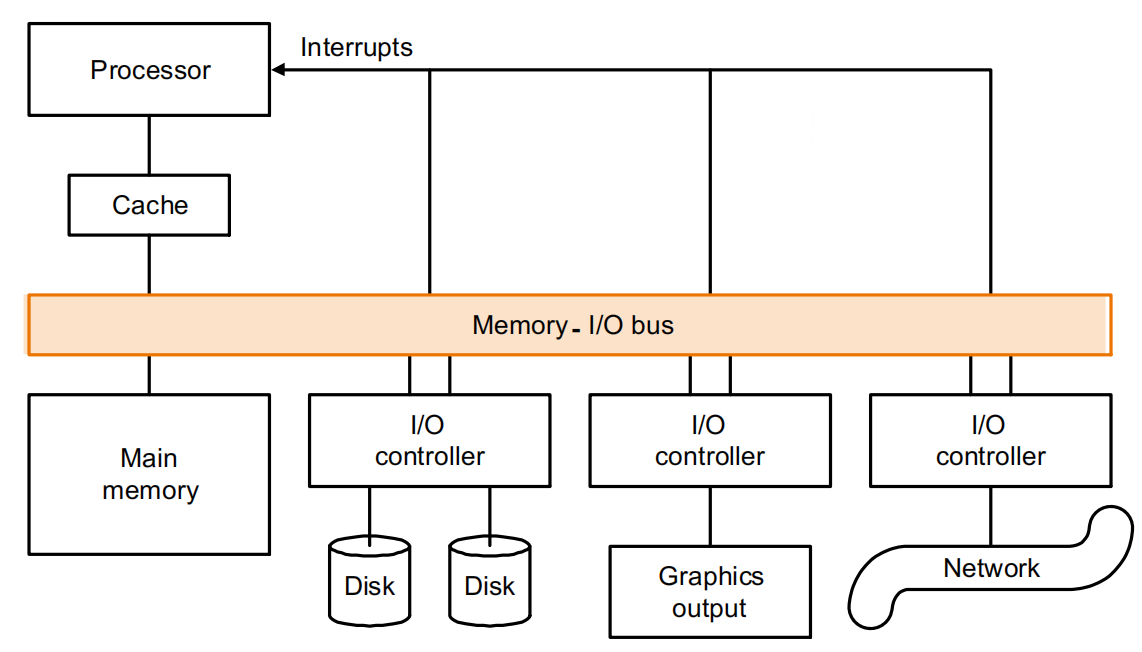 Interrupts
Processor
Cache
Memory - I/O bus
Main
memory
I/O
controller
I/O
controller
I/O
controller
Disk
Disk
Graphics
output
Network